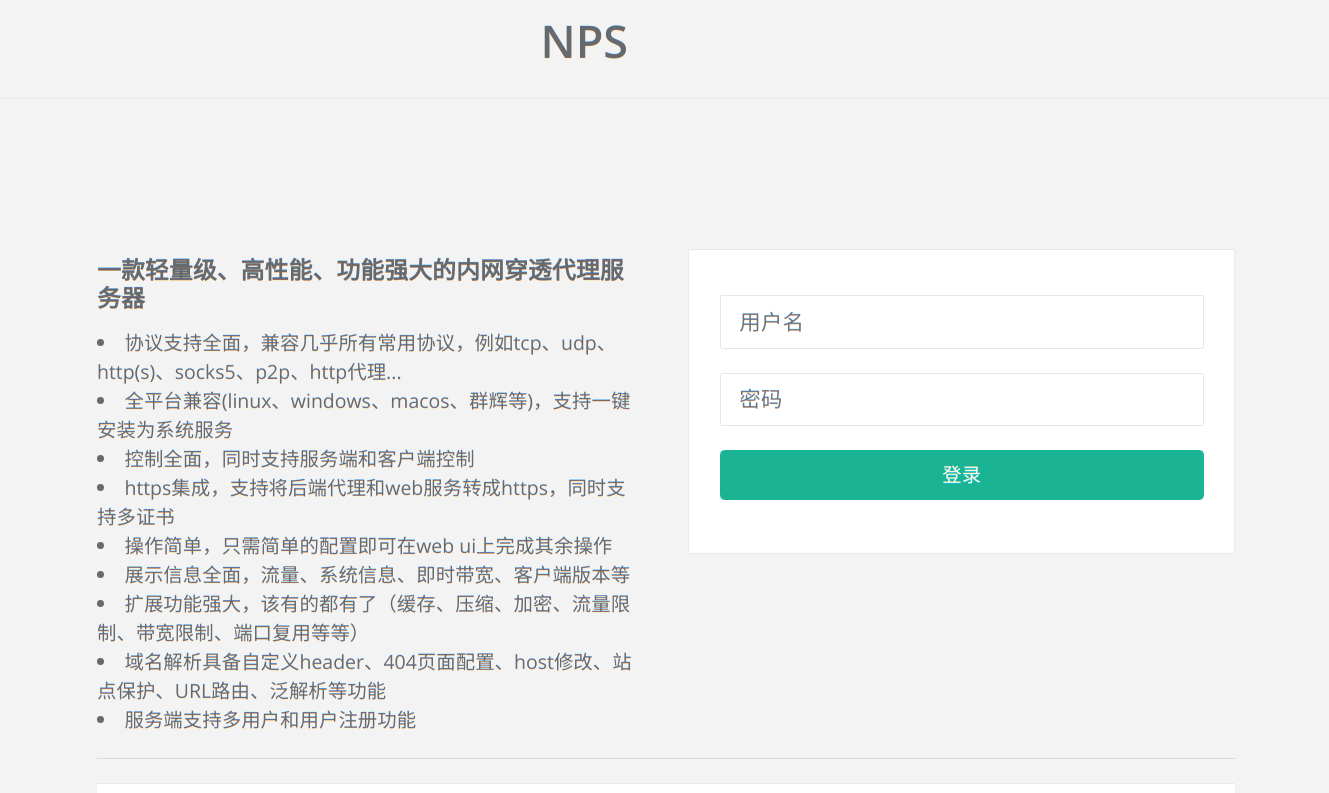 NPS
一款轻量级、高性能、功能强大的内网穿透代理服
务器
• 协议支持全面，兼容几乎所有常用协议，例如tcp、udp、
http(s)、socks5、p2p、http代理...
• 全平台兼容(linux、windows、macos、群辉等)，支持一键
安装为系统服务
• 控制全面，同时支持服务端和客户端控制
• https集成，支持将后端代理和web服务转成https，同时支
持多证书
• 操作简单，只需简单的配置即可在web ui上完成其余操作
• 展示信息全面，流量、系统信息、即时带宽、客户端版本等
• 扩展功能强大，该有的都有了（缓存、压缩、加密、流量限
制、带宽限制、端口复用等等）
• 域名解析具备自定义header、404页面配置、host修改、站
点保护、URL路由、泛解析等功能
• 服务端支持多用户和用户注册功能
用户名
密码
登录